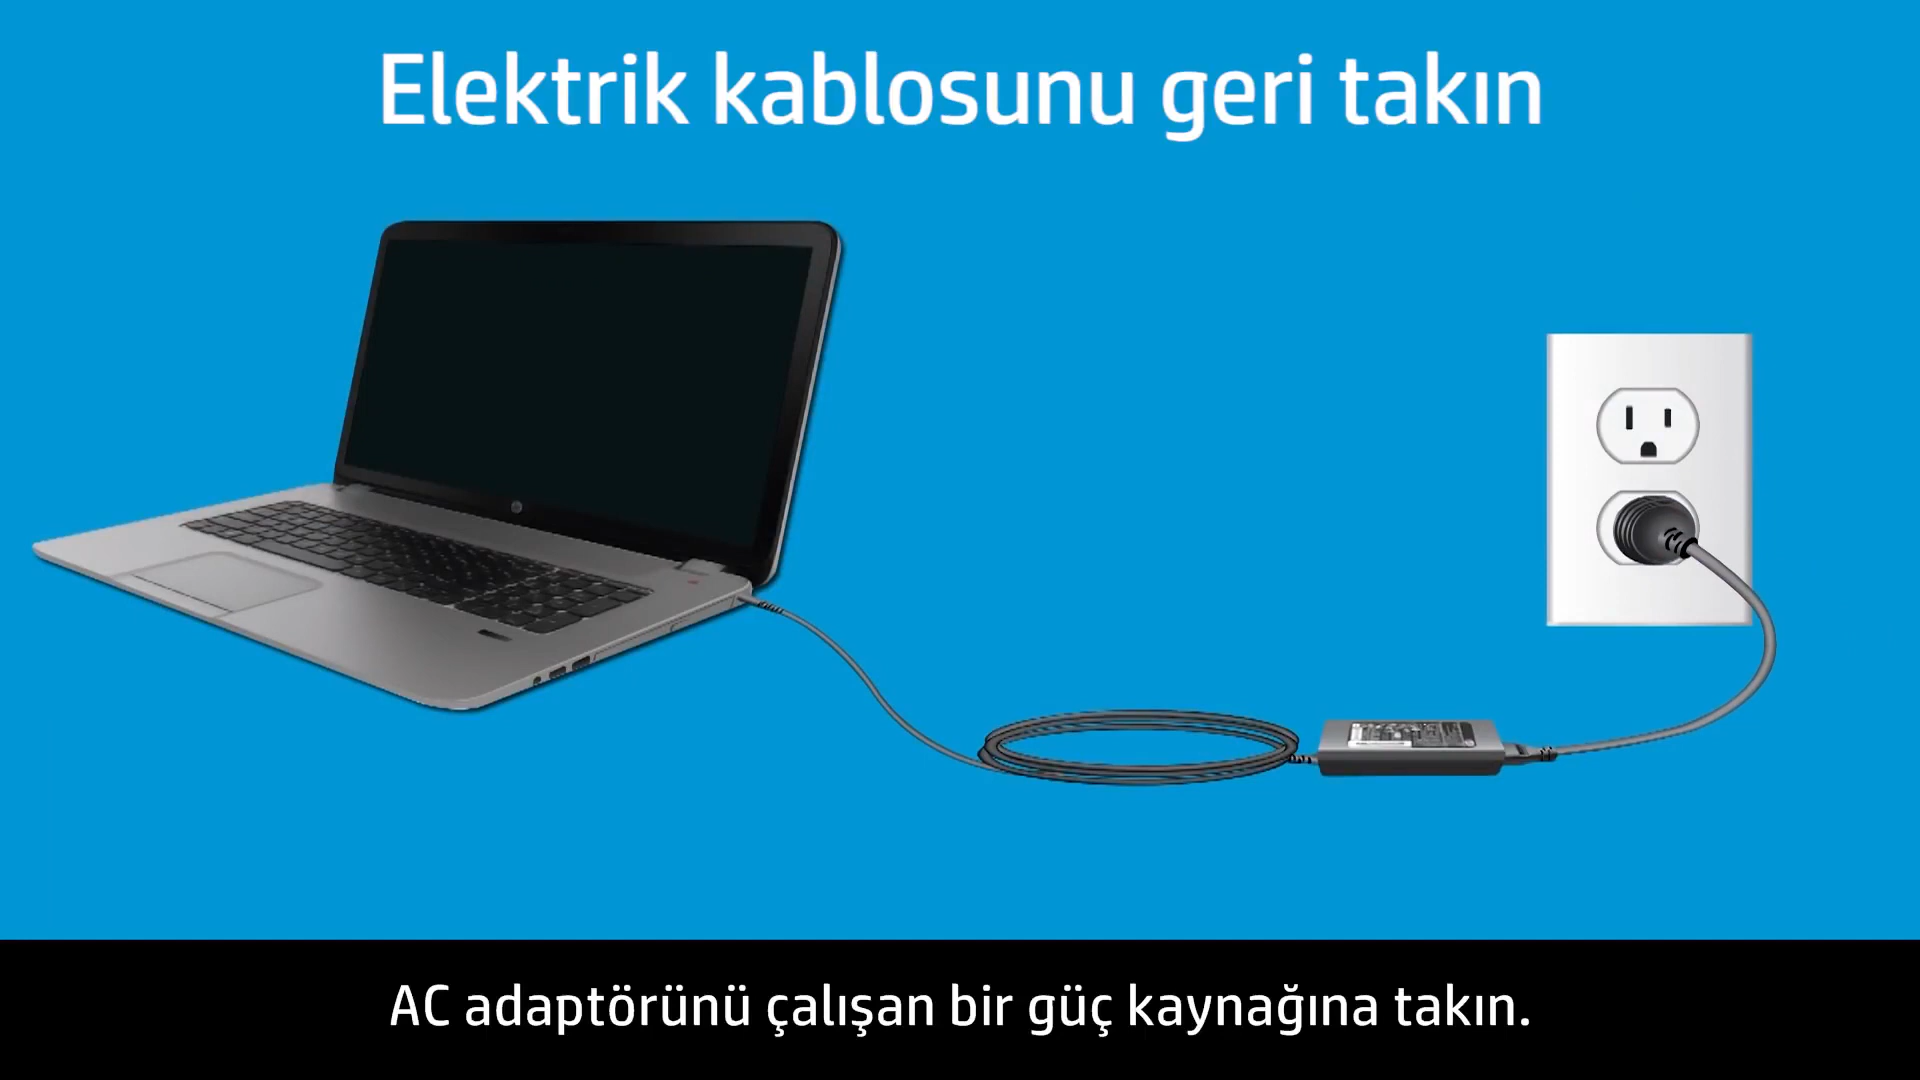 Elektrik kablosunu geri takın
AC adaptörünü çalışan bir güç kaynağına takın.